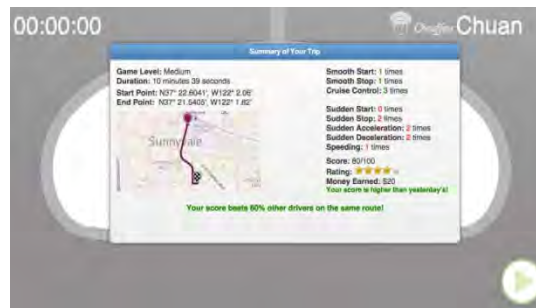 00:00:00
Chauffeur Chuan
Summary of Your Trip
Game Level: Medium
Duration: 10 minutes 39 seconds
Start Point: N37° 22.6041', W122° 2.06'
End Point: N37° 21.5405', W122° 1.82'
Sunnyvale
Smooth Start: 1 times
Smooth Stop: 1 times
Cruise Control: 3 times
Sudden Start: 0 times
Sudden Stop: 2 times
Sudden Acceleration: 2 times
Sudden Deceleration: 2 times
Speeding: 1 times
Score: 80/100
Rating:
Money Earned: $20
Your score is higher than yesterday's!
Your score beats 60% other drivers on the same route!